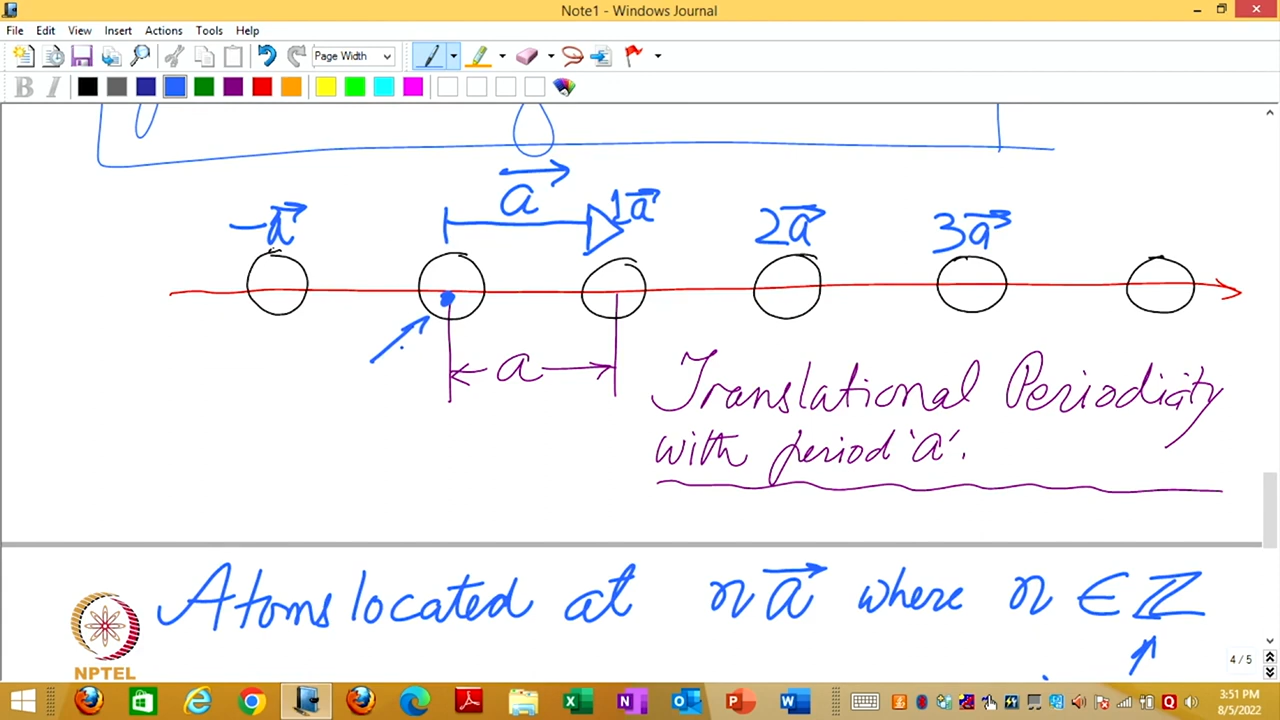 Note1 - Windows Journal
File Edit View Insert Actions Tools Help
Page Width
B I
a⃗
-a⃗ 1a⃗ 2a⃗ 3a⃗
a
Translational Periodicity
with period 'a'.
Atoms located at n a⃗ where n ∈ ℤ
NPTEL
4 / 5
3:51 PM
8/5/2022